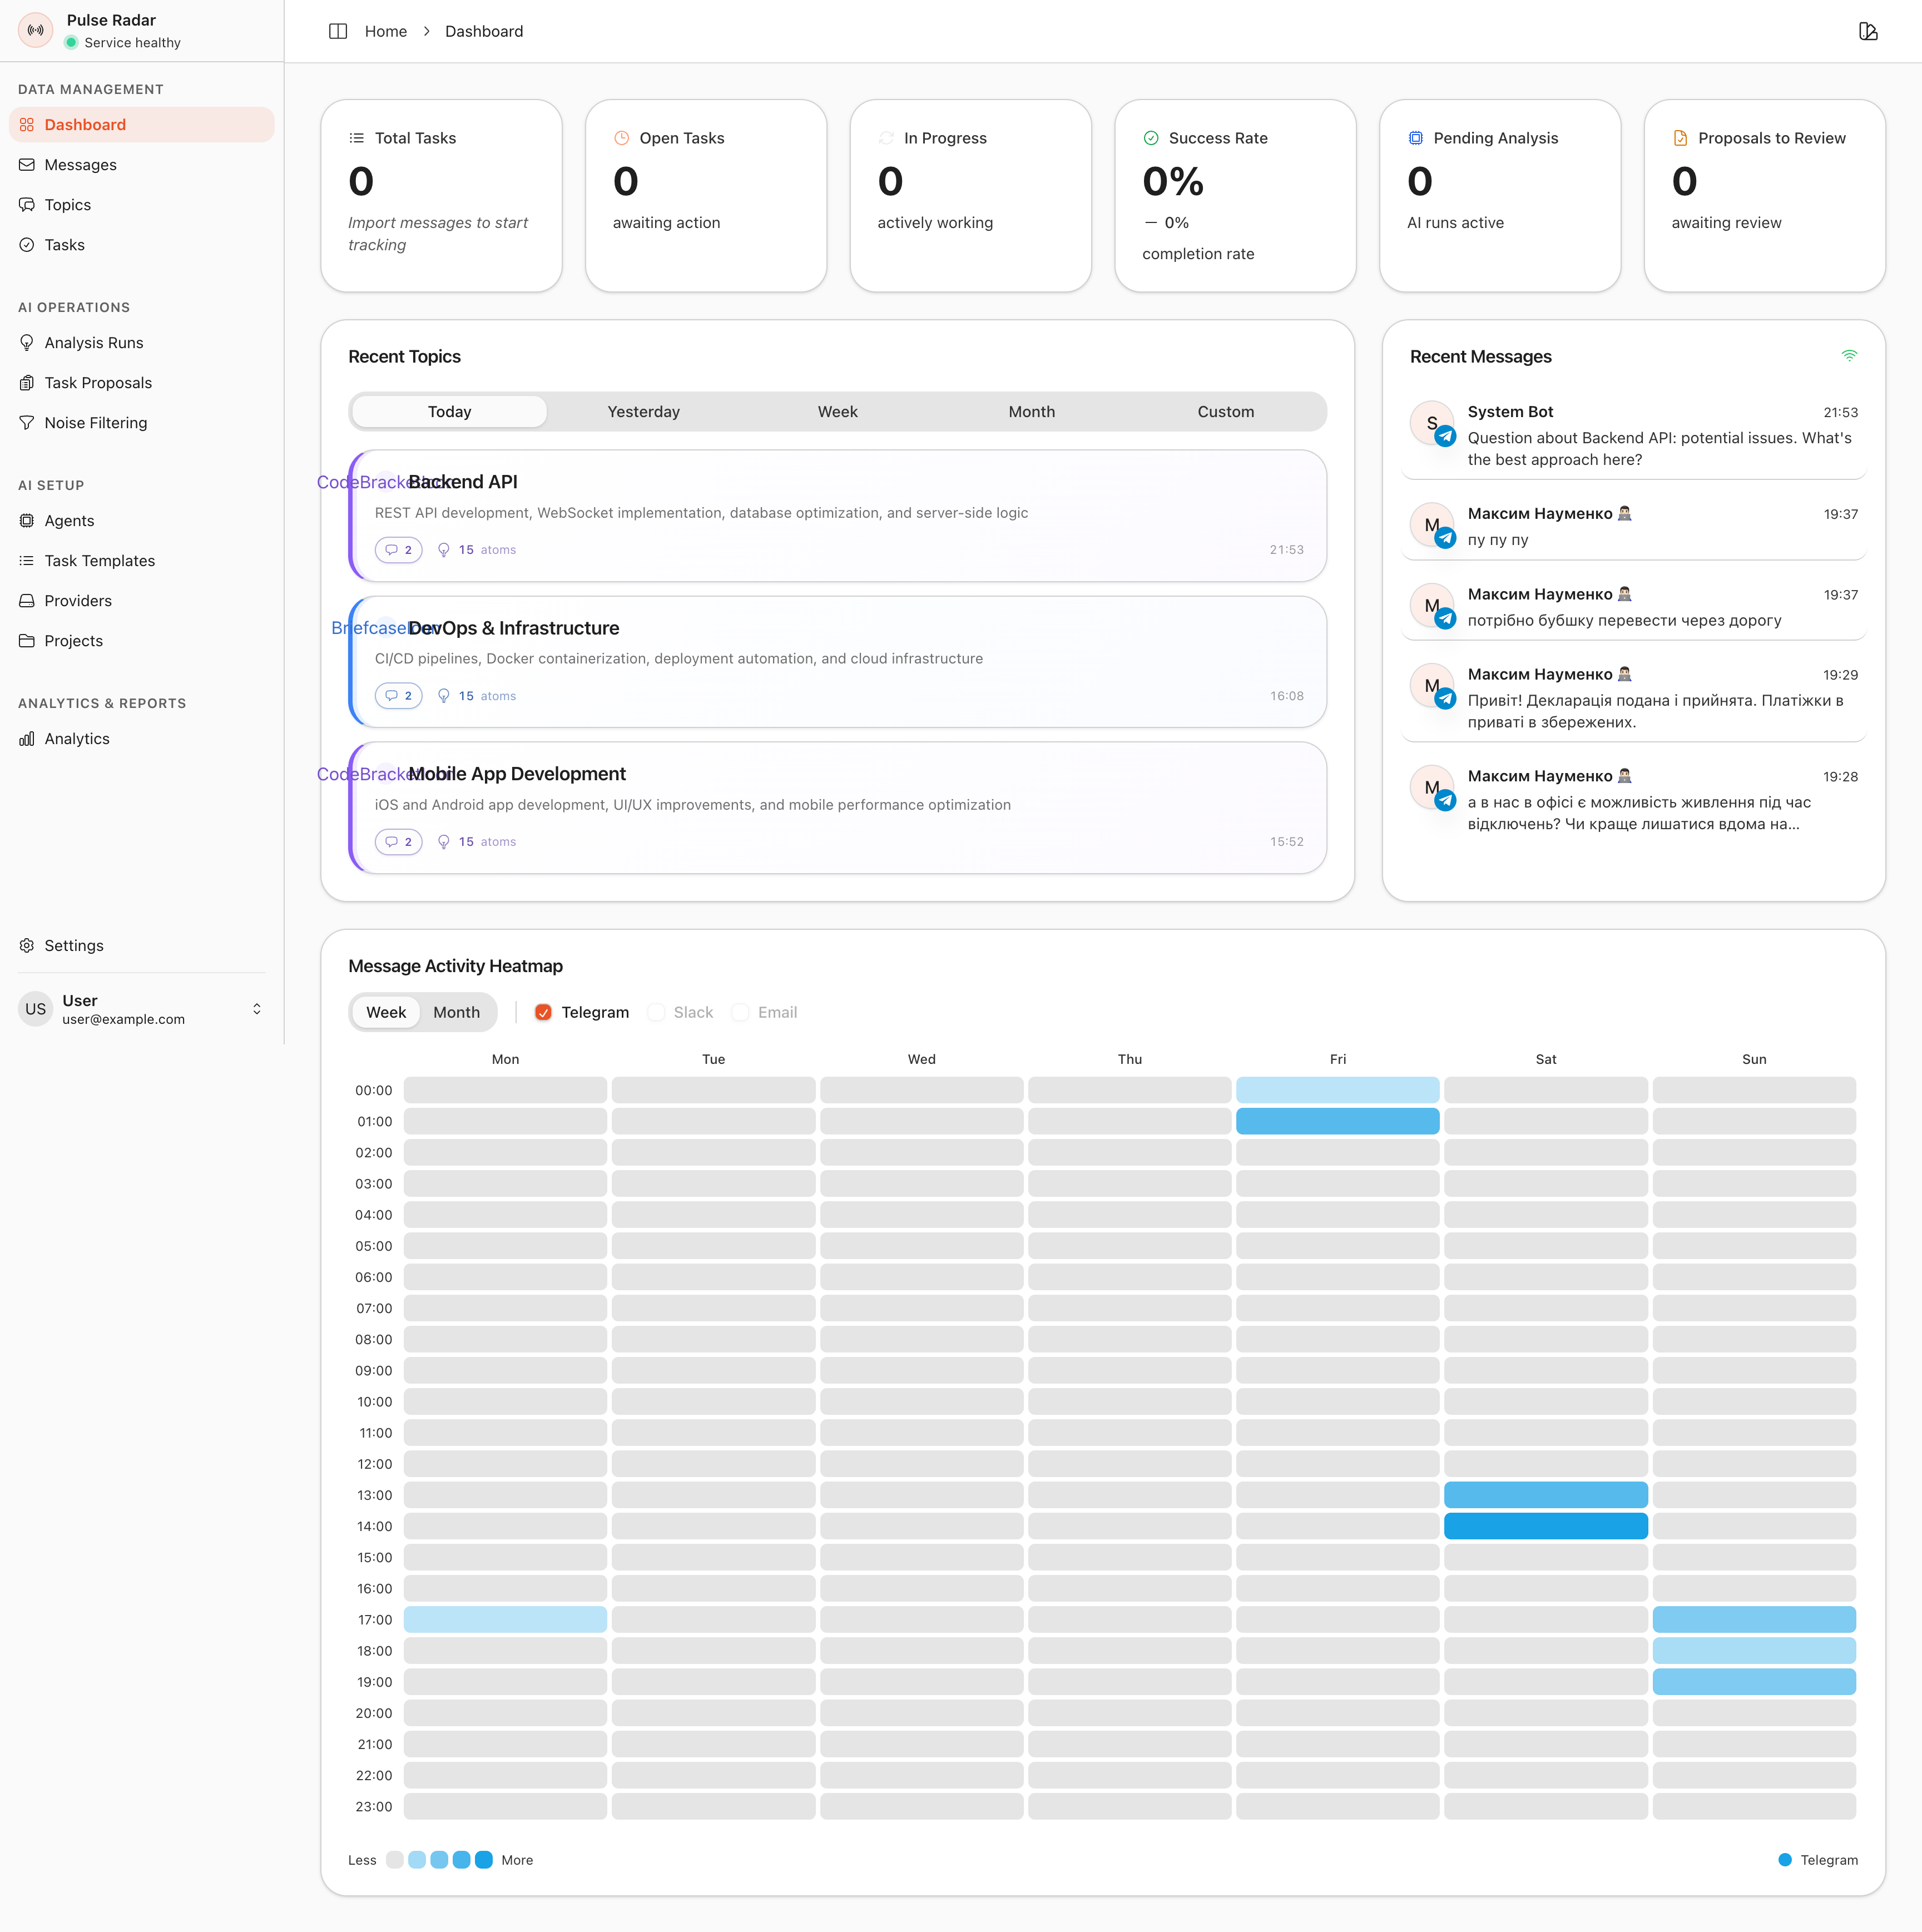 Pulse Radar
Service healthy
DATA MANAGEMENT
Dashboard
Messages
Topics
Tasks
AI OPERATIONS
Analysis Runs
Task Proposals
Noise Filtering
AI SETUP
Agents
Task Templates
Providers
Projects
ANALYTICS & REPORTS
Analytics
Settings
US
User
user@example.com
Home
Dashboard
Total Tasks
0
Import messages to start
tracking
Open Tasks
0
awaiting action
In Progress
0
actively working
Success Rate
0%
— 0%
completion rate
Pending Analysis
0
AI runs active
Proposals to Review
0
awaiting review
Recent Topics
Today Yesterday Week Month Custom
Backend API
REST API development, WebSocket implementation, database optimization, and server-side logic
2 15 atoms 21:53
DevOps & Infrastructure
CI/CD pipelines, Docker containerization, deployment automation, and cloud infrastructure
2 15 atoms 16:08
Mobile App Development
iOS and Android app development, UI/UX improvements, and mobile performance optimization
2 15 atoms 15:52
Recent Messages
S
System Bot 21:53
Question about Backend API: potential issues. What's
the best approach here?
M
Максим Науменко 👨🏻‍💻 19:37
пу пу пу
M
Максим Науменко 👨🏻‍💻 19:37
потрібно бубшку перевести через дорогу
M
Максим Науменко 👨🏻‍💻 19:29
Привіт! Декларація подана і прийнята. Платіжки в
приваті в збережених.
M
Максим Науменко 👨🏻‍💻 19:28
а в нас в офісі є можливість живлення під час
відключень? Чи краще лишатися вдома на...
Message Activity Heatmap
Week Month Telegram Slack Email
Mon Tue Wed Thu Fri Sat Sun
00:00
01:00
02:00
03:00
04:00
05:00
06:00
07:00
08:00
09:00
10:00
11:00
12:00
13:00
14:00
15:00
16:00
17:00
18:00
19:00
20:00
21:00
22:00
23:00
Less More
Telegram